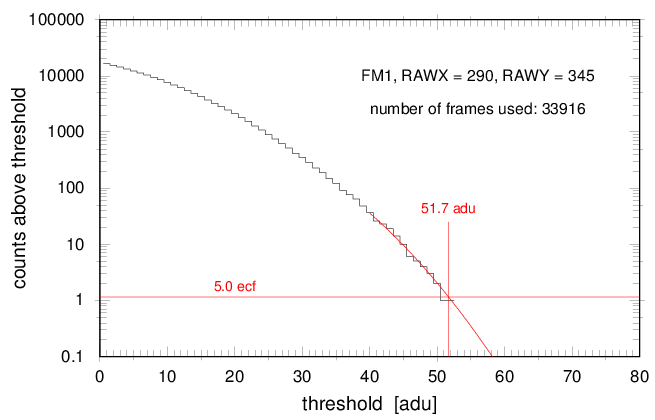 100000
10000
1000
100
10
1
0.1
counts above threshold
FM1, RAWX = 290, RAWY = 345
number of frames used: 33916
51.7 adu
5.0 ecf
0 10 20 30 40 50 60 70 80
threshold [adu]